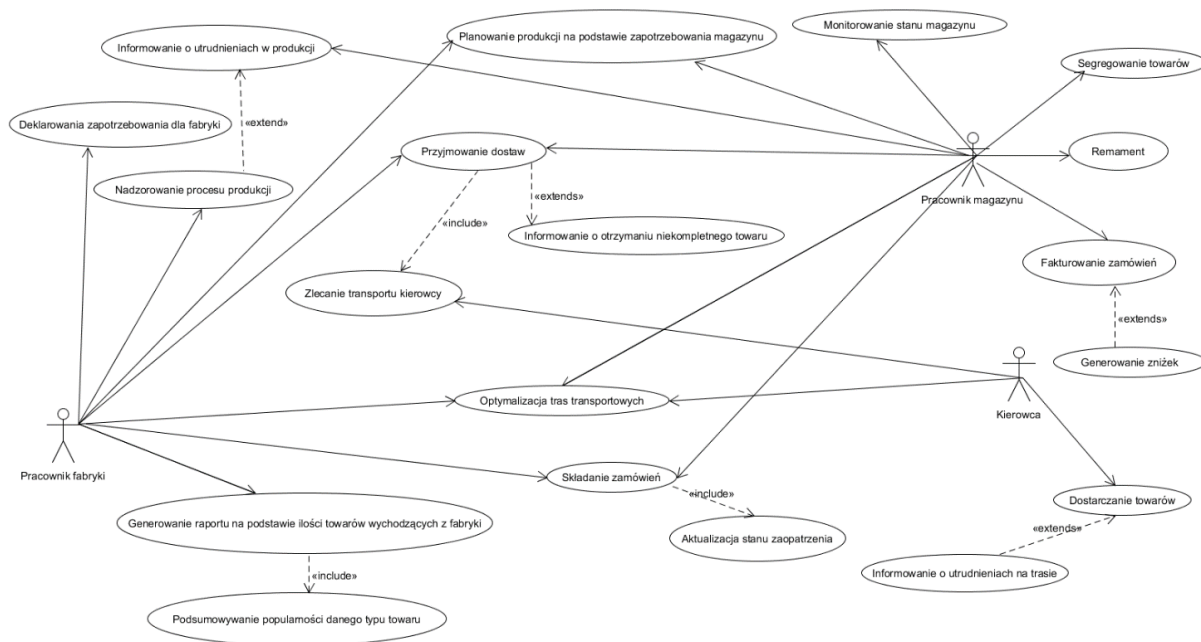 Monitorowanie stanu magazynu
Informowanie o utrudnieniach w produkcji
Planowanie produkcji na podstawie zapotrzebowania magazynu
Segregowanie towarów
«extend»
Deklarowania zapotrzebowania dla fabryki
Przyjmowanie dostaw
Remament
Nadzorowanie procesu produkcji
«extends»
Pracownik magazynu
«include»
Informowanie o otrzymaniu niekompletnego towaru
Fakturowanie zamówień
Zlecanie transportu kierowcy
«extends»
Generowanie zniżek
Optymalizacja tras transportowych
Kierowca
Pracownik fabryki
Składanie zamówień
«include»
Dostarczanie towarów
Generowanie raportu na podstawie ilości towarów wychodzących z fabryki
«extends»
Aktualizacja stanu zaopatrzenia
Informowanie o utrudnieniach na trasie
«include»
Podsumowywanie popularności danego typu towaru